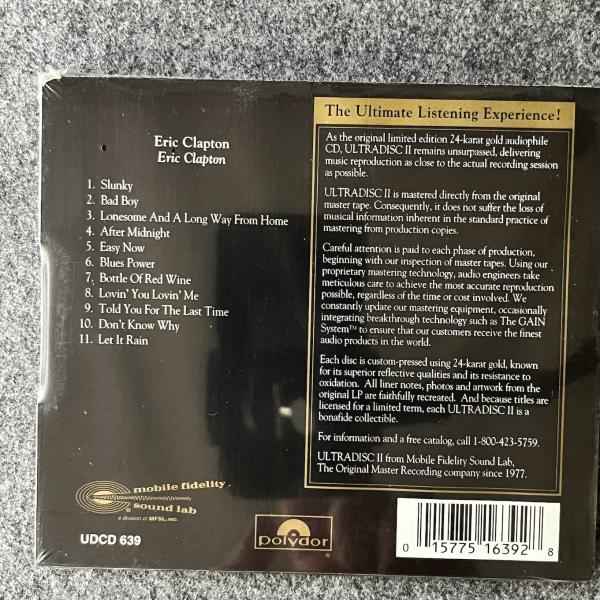 Eric Clapton
Eric Clapton
1. Slunky
2. Bad Boy
3. Lonesome And A Long Way From Home
4. After Midnight
5. Easy Now
6. Blues Power
7. Bottle Of Red Wine
8. Lovin' You Lovin' Me
9. Told You For The Last Time
10. Don't Know Why
11. Let It Rain
The Ultimate Listening Experience!
As the original limited edition 24-karat gold audiophile
CD, ULTRADISC II remains unsurpassed, delivering
music reproduction as close to the actual recording session
as possible.
ULTRADISC II is mastered directly from the original
master tape. Consequently, it does not suffer the loss of
musical information inherent in the standard practice of
mastering from production copies.
Careful attention is paid to each phase of production,
beginning with our inspection of master tapes. Using our
proprietary mastering technology, audio engineers take
meticulous care to achieve the most accurate reproduction
possible, regardless of the time or cost involved. We
constantly update our mastering equipment, occasionally
integrating breakthrough technology such as The GAIN
System™ to ensure that our customers receive the finest
audio products in the world.
Each disc is custom-pressed using 24-karat gold, known
for its superior reflective qualities and its resistance to
oxidation. All liner notes, photos and artwork from the
original LP are faithfully recreated. And because titles are
licensed for a limited term, each ULTRADISC II is a
bonafide collectible.
For information and a free catalog, call 1-800-423-5759.
ULTRADISC II from Mobile Fidelity Sound Lab,
The Original Master Recording company since 1977.
mobile fidelity
sound lab
a division of MFSL, INC.
UDCD 639
polydor
®
0 15775 16392 8